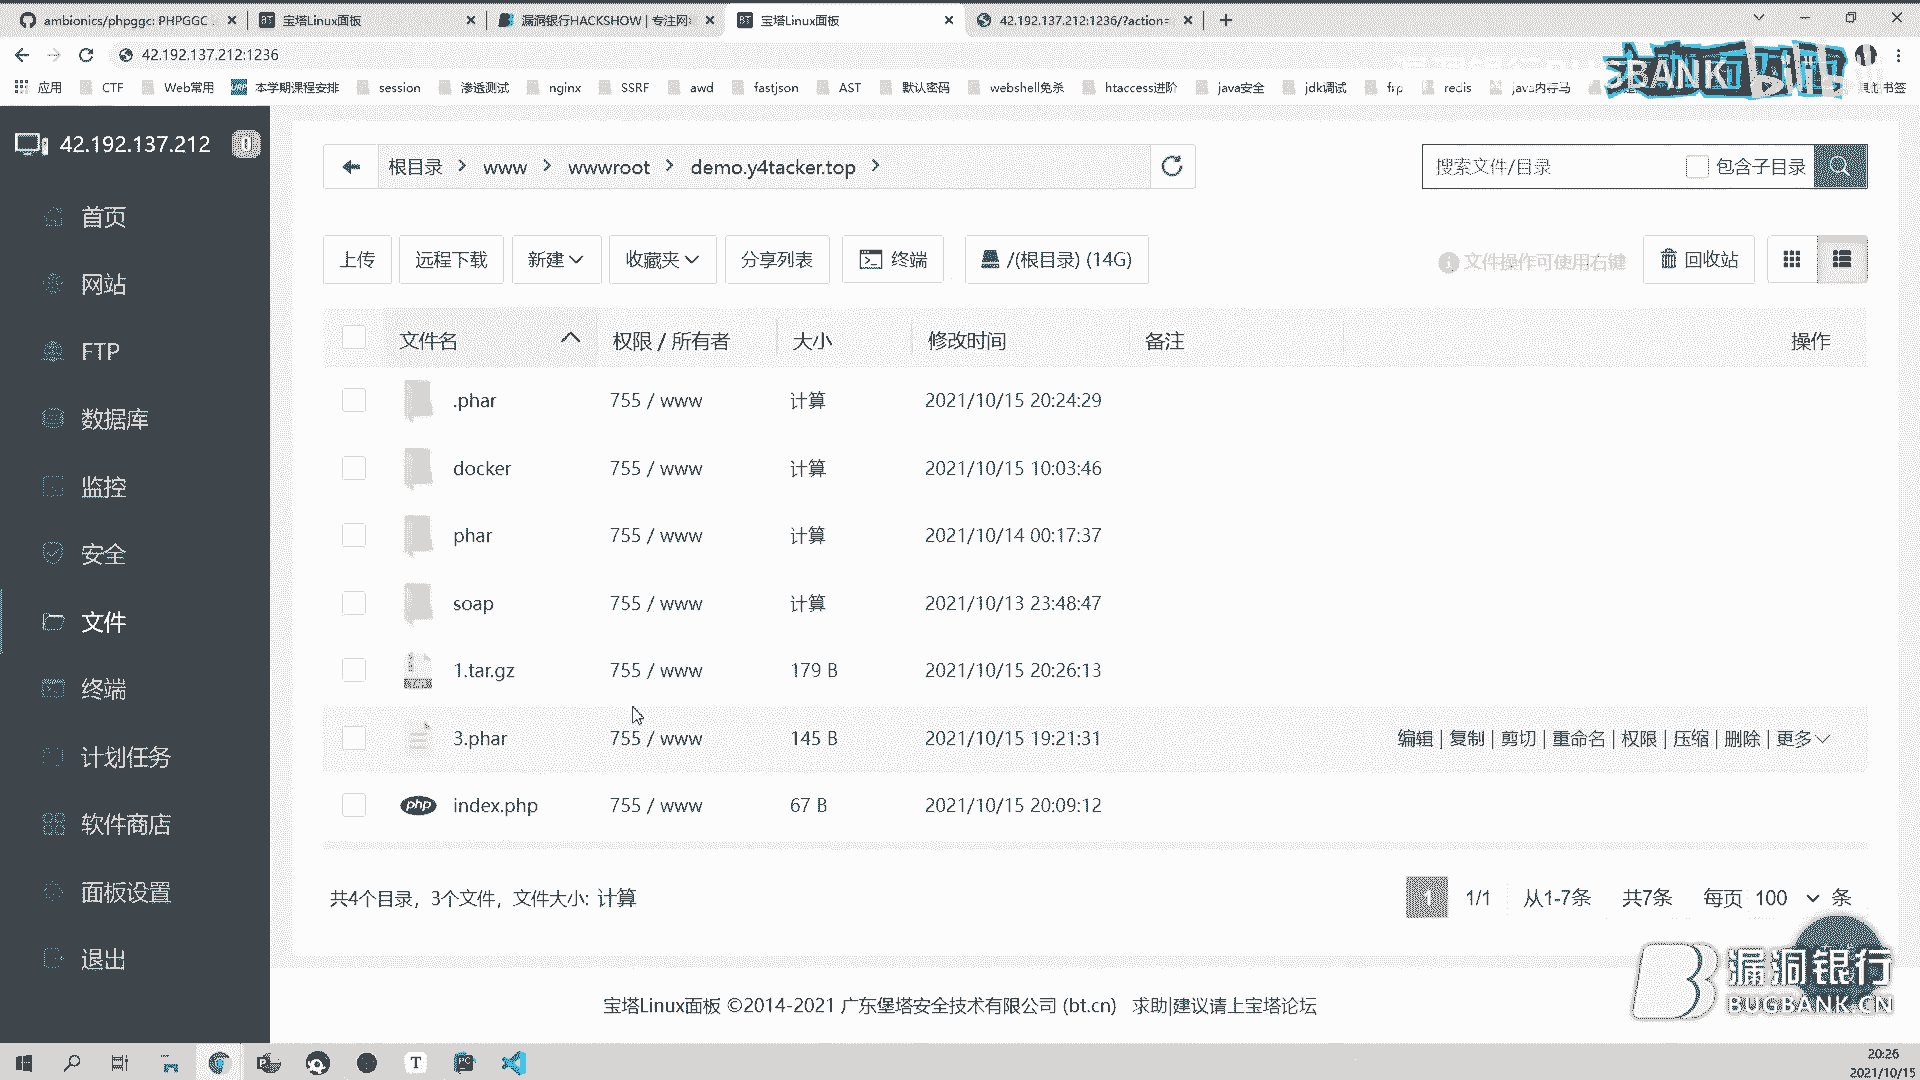 ambionics/phpggc: PHPGGC
宝塔Linux面板
漏洞银行HACKSHOW | 专注网
宝塔Linux面板
42.192.137.212:1236/?action=
42.192.137.212:1236
应用 CTF Web常用 本学期课程安排 session 渗透测试 nginx SSRF awd fastjson AST 默认密码 webshell免杀 htaccess进阶 java安全 jdk调试 frp redis java内存马
BANK bilibili
42.192.137.212 0
首页
网站
FTP
数据库
监控
安全
文件
终端
计划任务
软件商店
面板设置
退出
根目录 > www > wwwroot > demo.y4tacker.top >
搜索文件/目录 包含子目录
上传 远程下载 新建 收藏夹 分享列表 终端 /(根目录) (14G)
文件操作可使用右键 回收站
文件名 权限 / 所有者 大小 修改时间 备注 操作
.phar 755 / www 计算 2021/10/15 20:24:29
docker 755 / www 计算 2021/10/15 10:03:46
phar 755 / www 计算 2021/10/14 00:17:37
soap 755 / www 计算 2021/10/13 23:48:47
1.tar.gz 755 / www 179 B 2021/10/15 20:26:13
3.phar 755 / www 145 B 2021/10/15 19:21:31 编辑 | 复制 | 剪切 | 重命名 | 权限 | 压缩 | 删除 | 更多
php index.php 755 / www 67 B 2021/10/15 20:09:12
共4个目录，3个文件，文件大小: 计算
1 1/1 从1-7条 共7条 每页 100 条
宝塔Linux面板 ©2014-2021 广东堡塔安全技术有限公司 (bt.cn) 求助|建议请上宝塔论坛
漏洞银行
BUGBANK.CN
20:26
2021/10/15